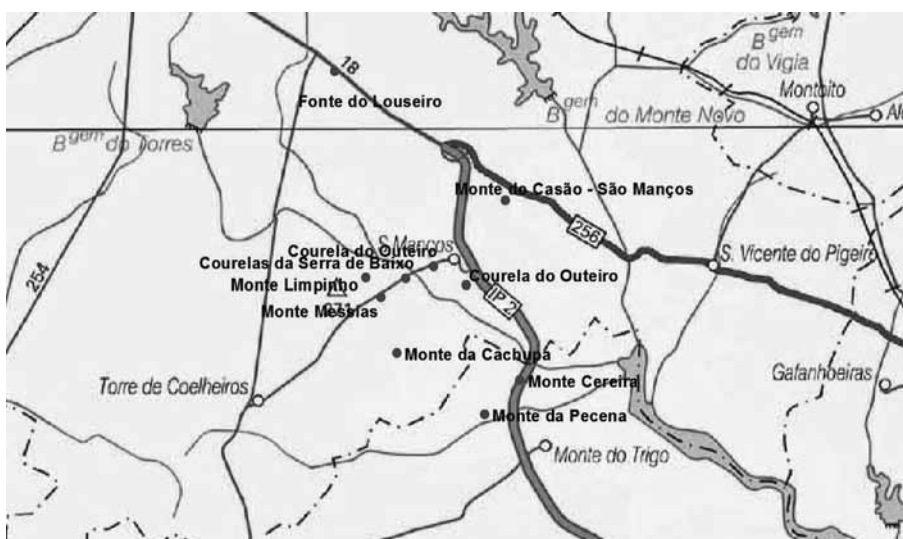 18
Fonte do Louseiro
Bgem do Torres
Bgem
do Vigia
Montoito
Bgem
do Monte Novo
Monte do Casão - São Manços
256
S. Vicente do Pigeiro
254
S. Manços
Courela do Outeiro
Courelas da Serra de Baixo
Monte Limpinho
271
Monte Messias
Courela do Outeiro
IP 2
Monte da Cachupa
Monte Cereira
Torre de Coelheiros
Gafanhoeiras
Monte da Pecena
Monte do Trigo